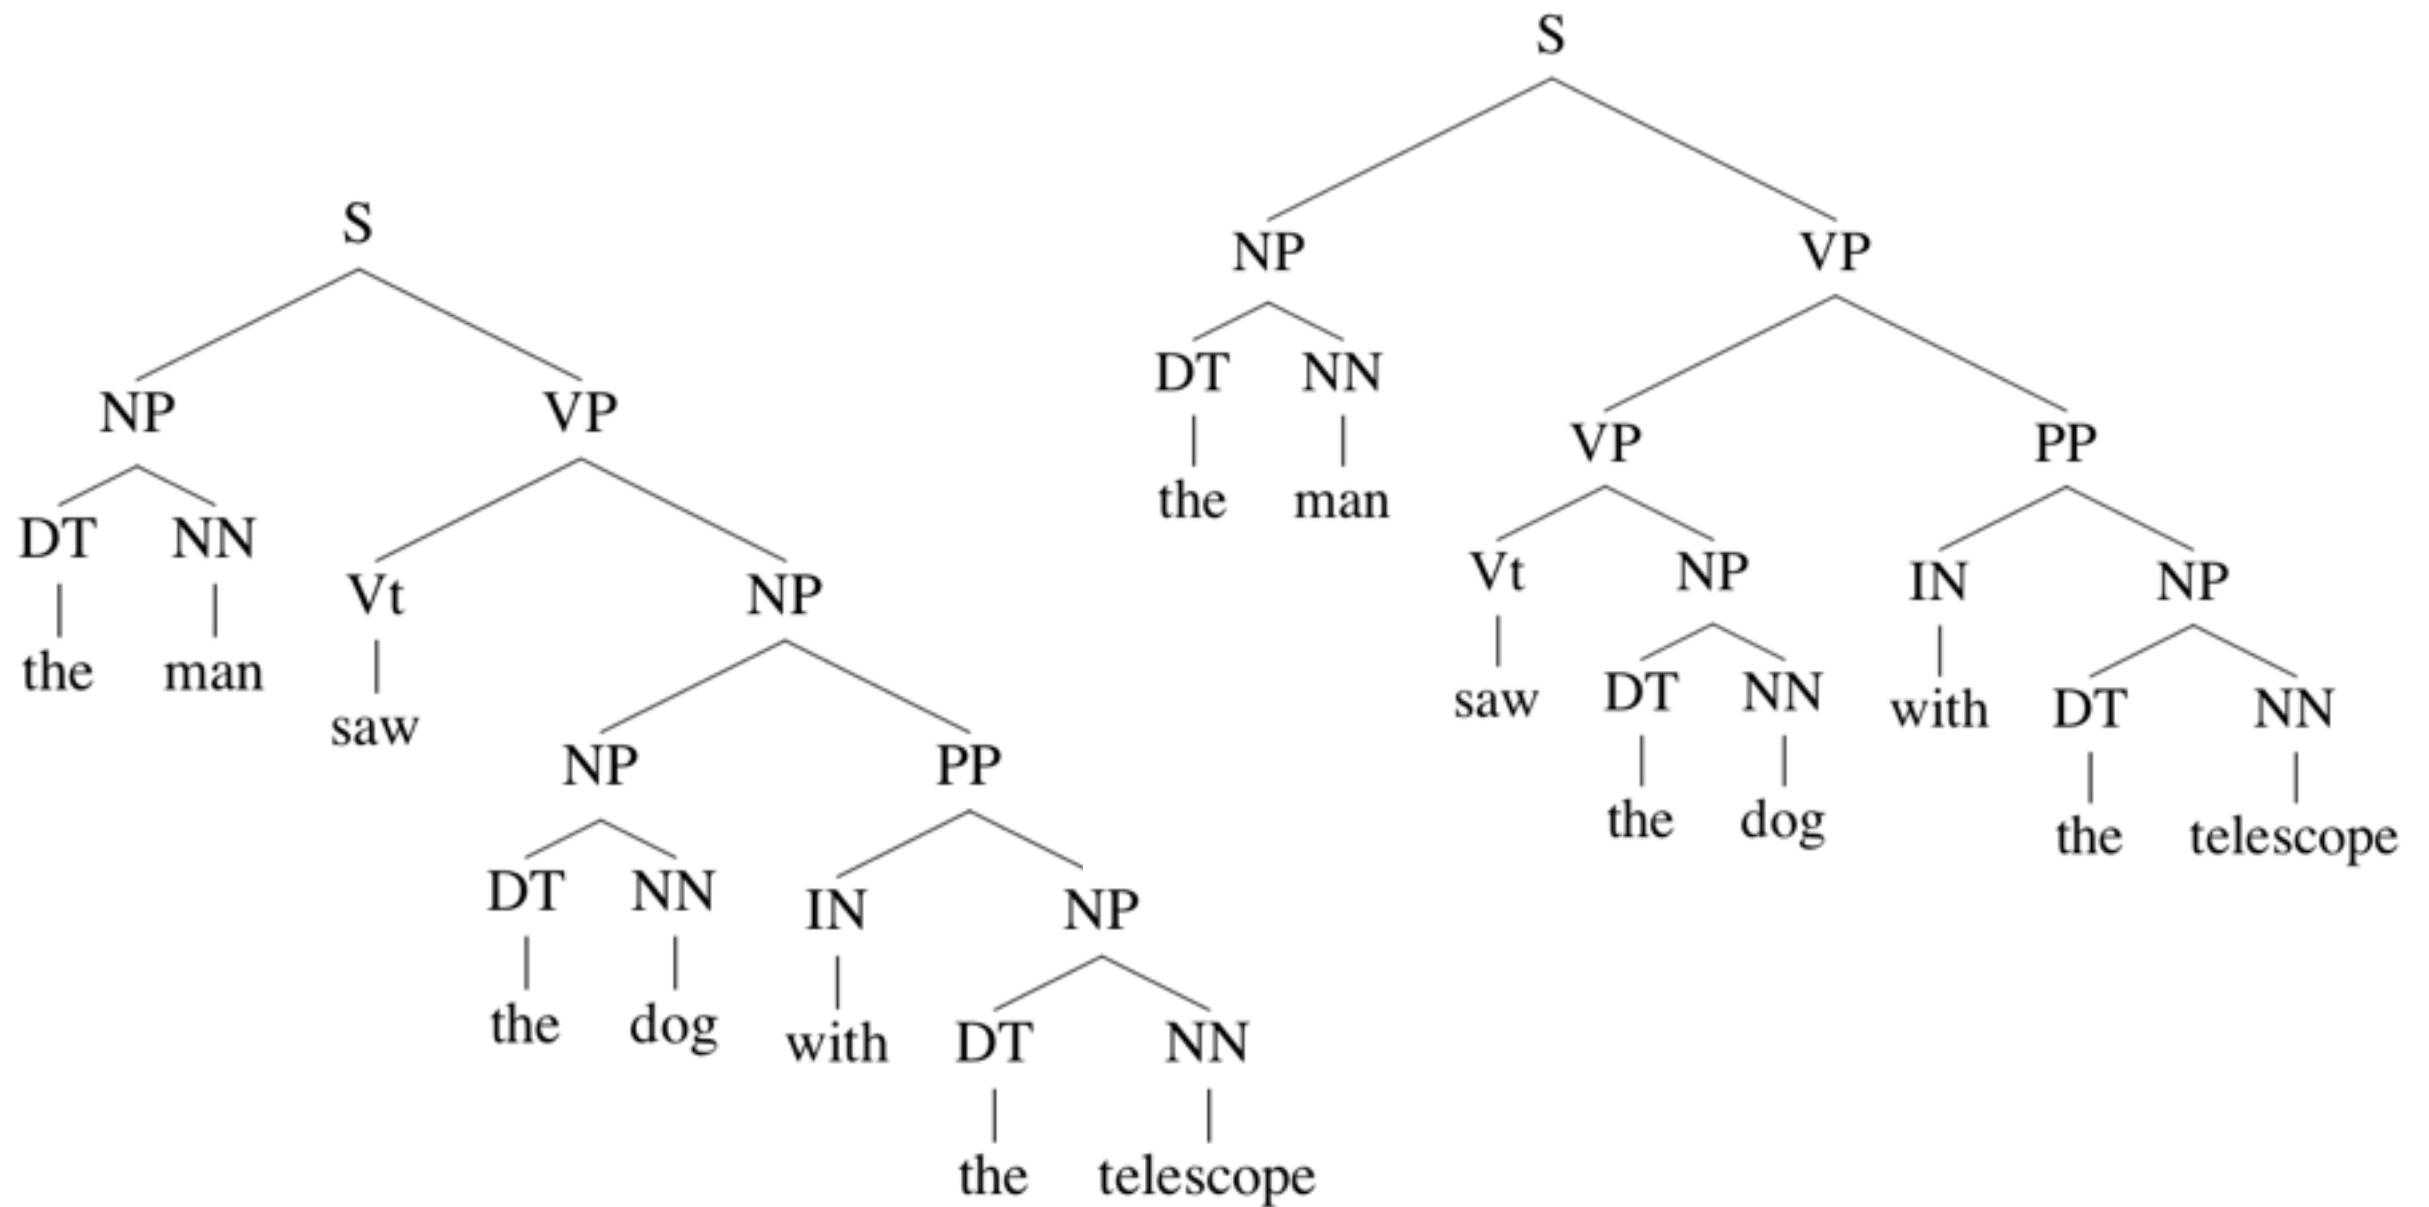 S
NP VP
DT NN Vt NP
the man saw NP PP
DT NN IN NP
the dog with DT NN
the telescope
S
NP VP
DT NN VP PP
the man Vt NP IN NP
saw DT NN with DT NN
the dog the telescope